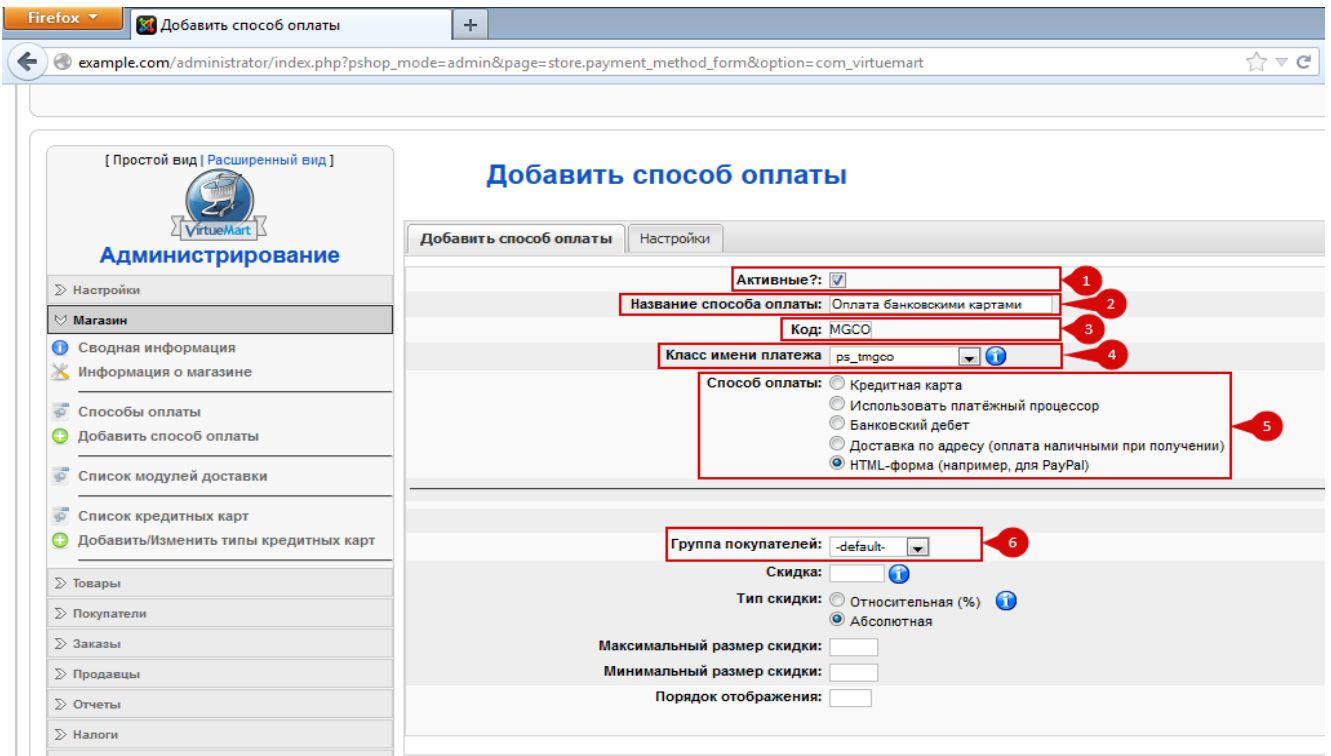 Firefox
Добавить способ оплаты
example.com/administrator/index.php?pshop_mode=admin&page=store.payment_method_form&option=com_virtuemart
[ Простой вид | Расширенный вид ]
VirtueMart
Администрирование
Настройки
Магазин
Сводная информация
Информация о магазине
Способы оплаты
Добавить способ оплаты
Список модулей доставки
Список кредитных карт
Добавить/Изменить типы кредитных карт
Товары
Покупатели
Заказы
Продавцы
Отчеты
Налоги
Добавить способ оплаты
Добавить способ оплаты Настройки
Активные?: 1
Название способа оплаты: Оплата банковскими картами 2
Код: MGCO 3
Класс имени платежа ps_tmgco 4
Способ оплаты: Кредитная карта
Использовать платёжный процессор
Банковский дебет 5
Доставка по адресу (оплата наличными при получении)
HTML-форма (например, для PayPal)
Группа покупателей: -default- 6
Скидка:
Тип скидки: Относительная (%)
Абсолютная
Максимальный размер скидки:
Минимальный размер скидки:
Порядок отображения: